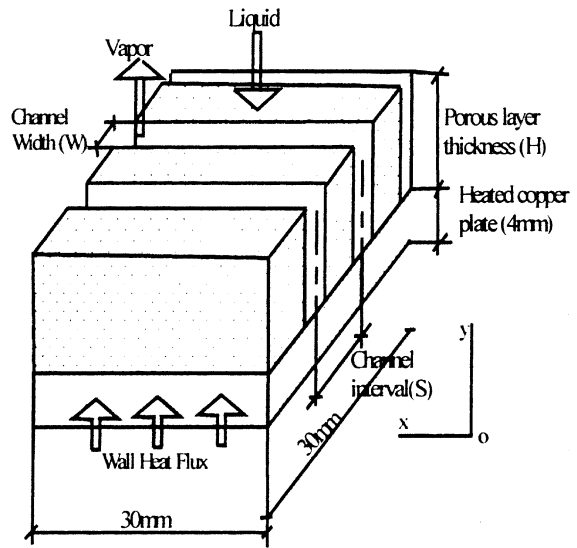 Liquid
Vapor
Channel
Width (W)
Porous layer
thickness (H)
Heated copper
plate (4mm)
y
Channel
interval(S)
x
o
30mm
Wall Heat Flux
30mm